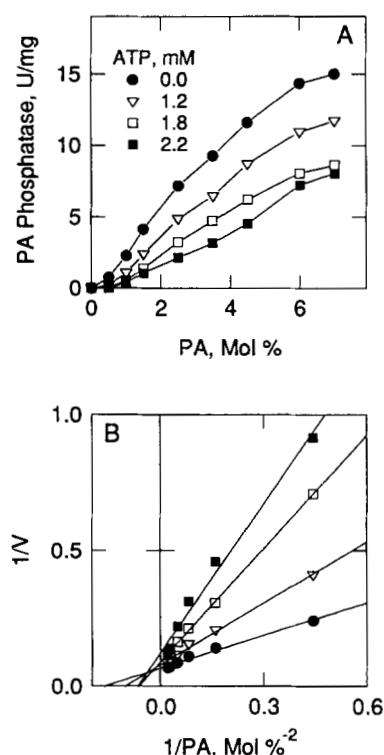 A
ATP, mM
0.0
1.2
1.8
2.2
PA Phosphatase, U/mg
15
10
5
0
0 2 4 6
PA, Mol %
B
1/V
1.0
0.5
0.0
0.0 0.3 0.6
1/PA, Mol %⁻²